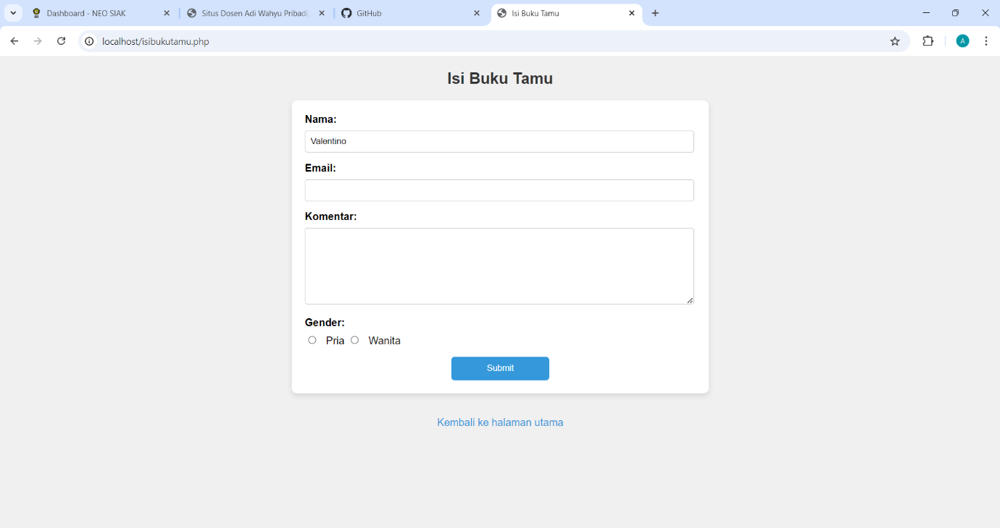 Dashboard - NEO SIAK
Situs Dosen Adi Wahyu Pribadi,
GitHub
Isi Buku Tamu
localhost/isibukutamu.php
A
Isi Buku Tamu
Nama:
Valentino
Email:
Komentar:
Gender:
Pria Wanita
Submit
Kembali ke halaman utama